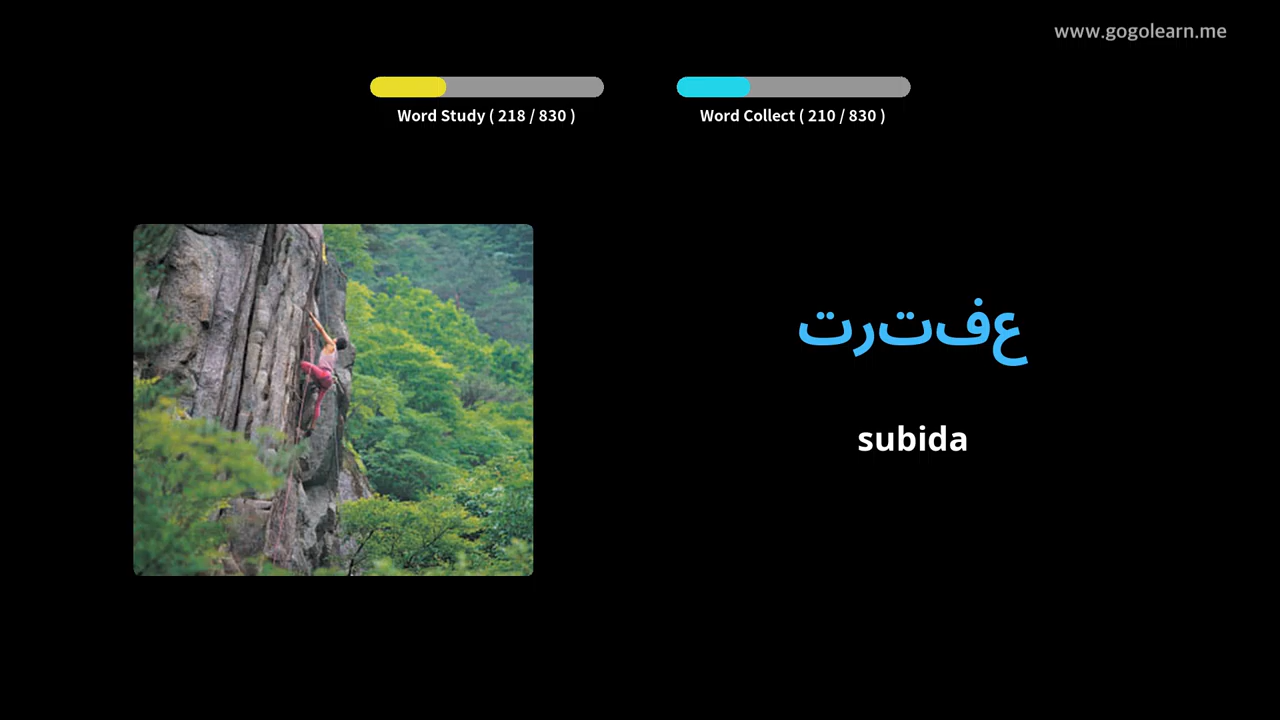 www.gogolearn.me
Word Study ( 218 / 830 )
Word Collect ( 210 / 830 )
ترتفع
subida